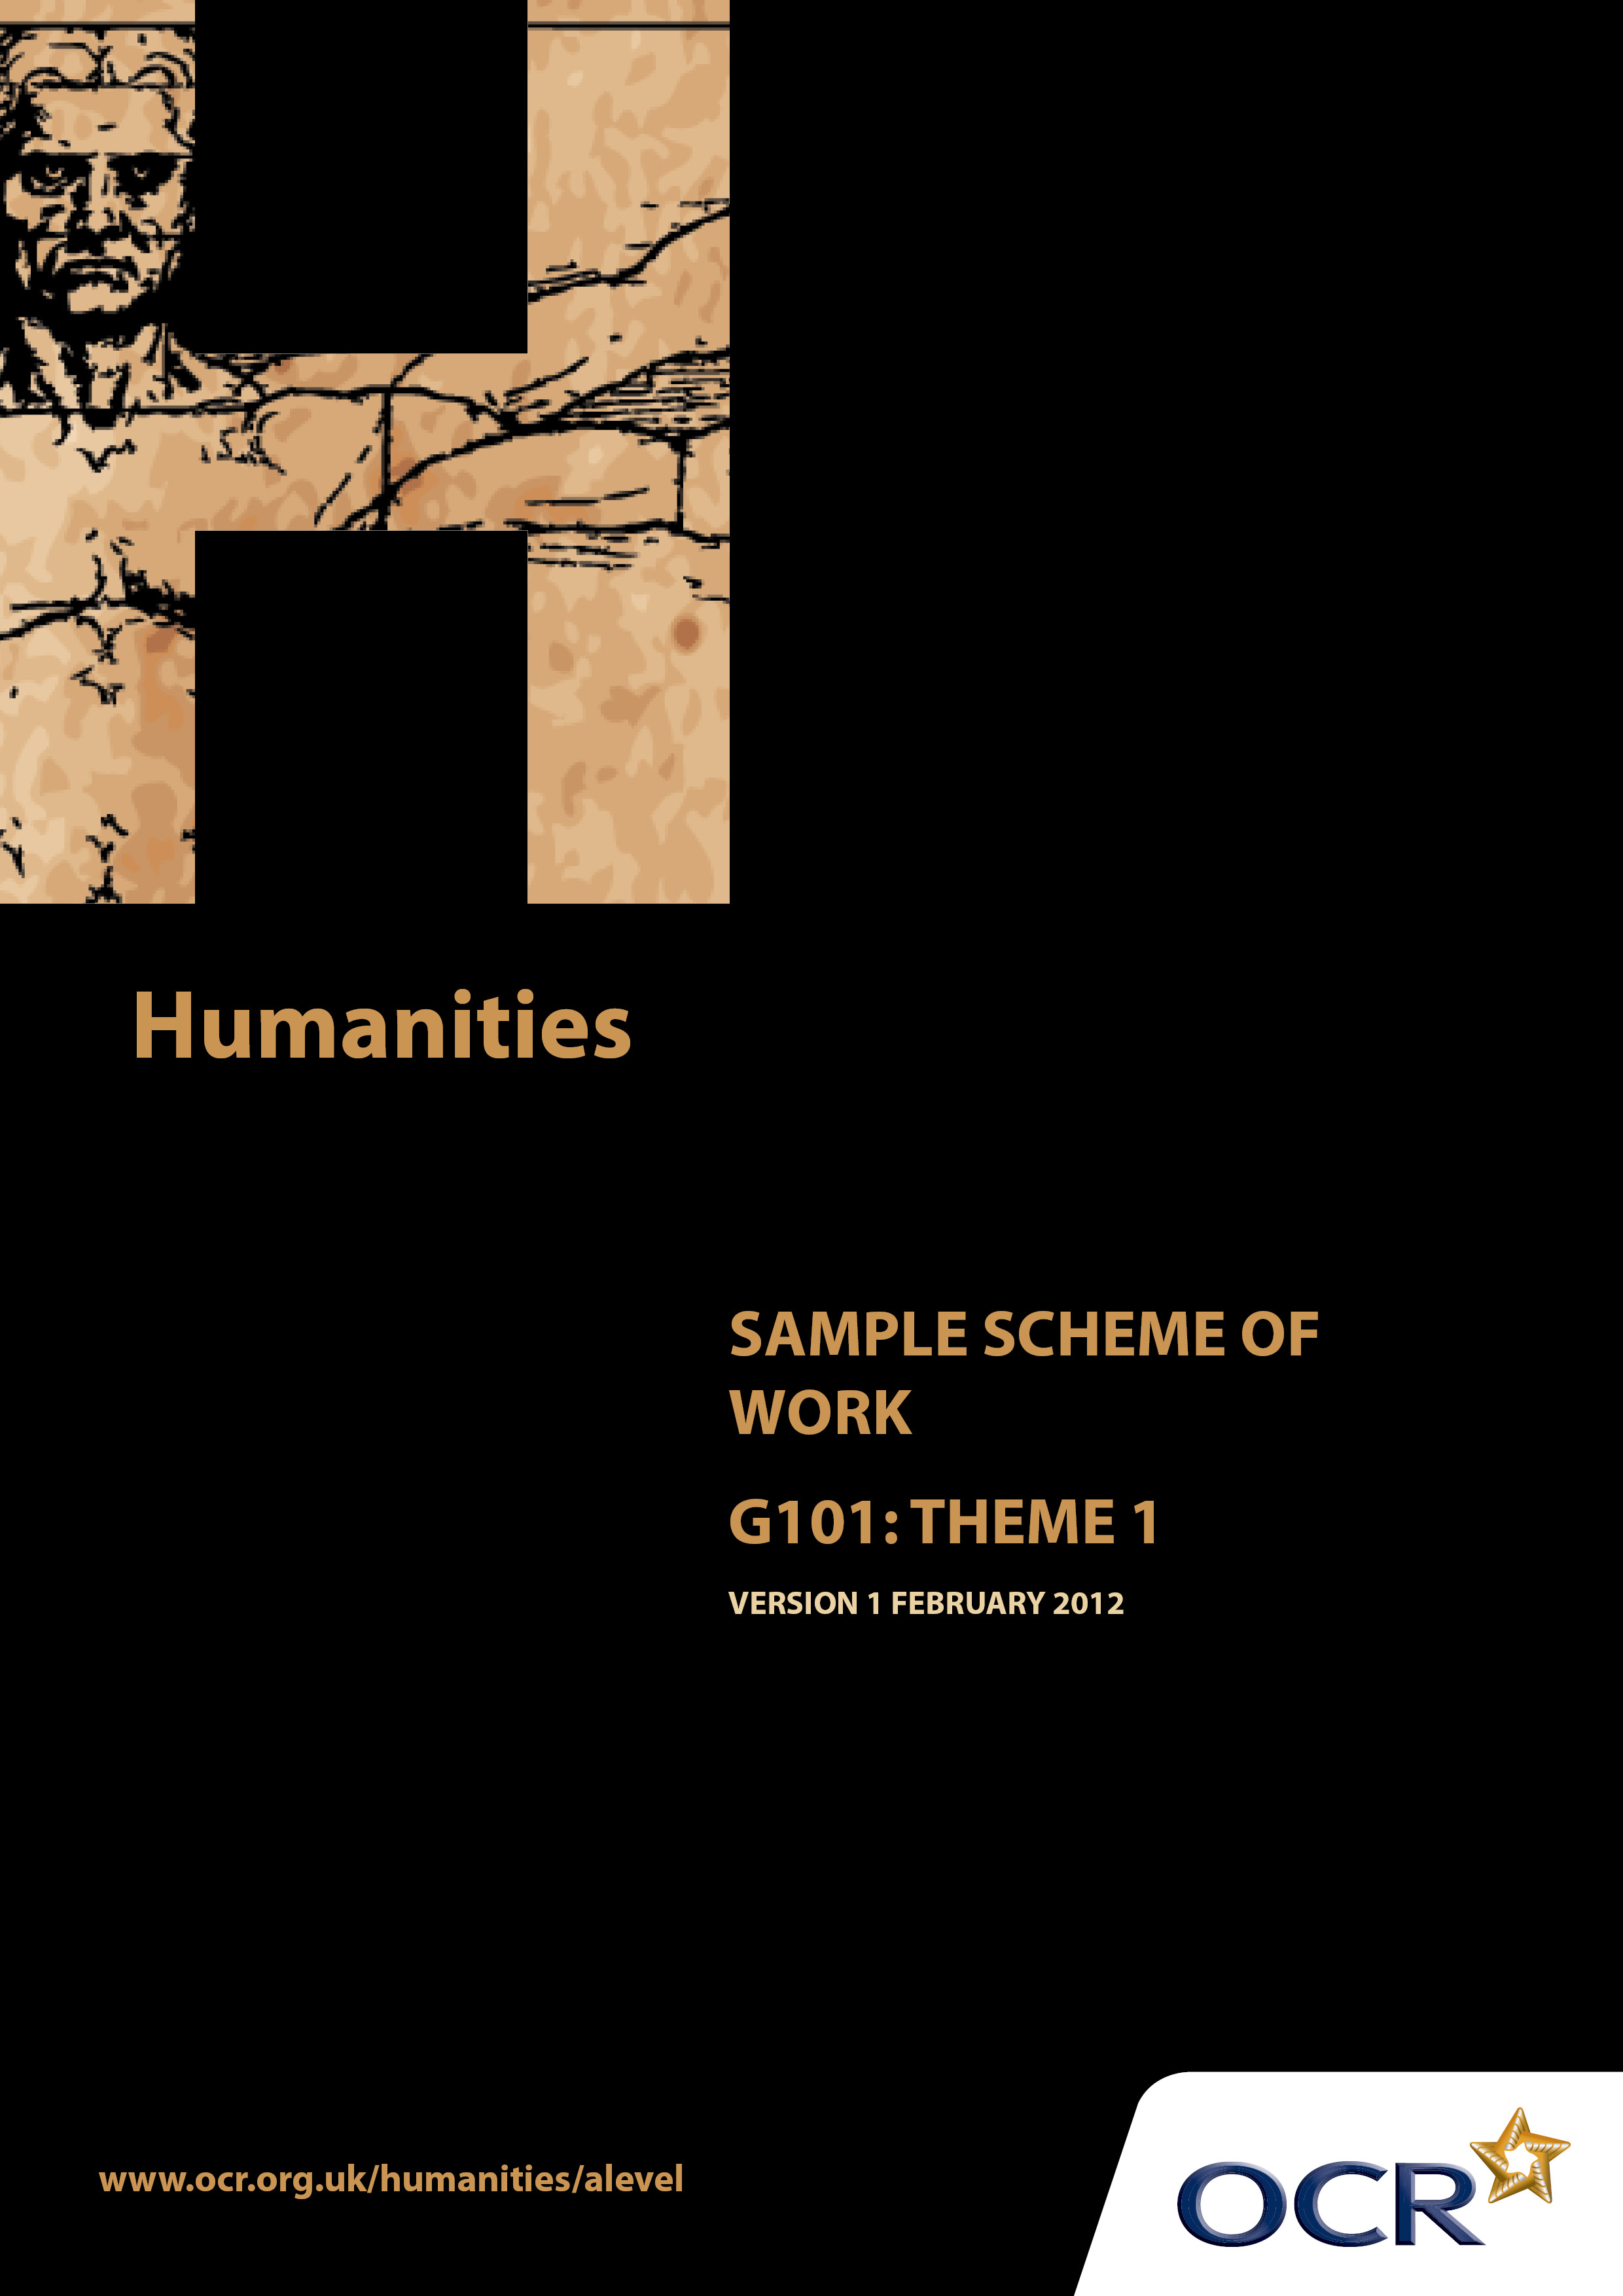 Humanities
SAMPLE SCHEME OF
WORK
G101: THEME 1
VERSION 1 FEBRUARY 2012
www.ocr.org.uk/humanities/alevel
OCR